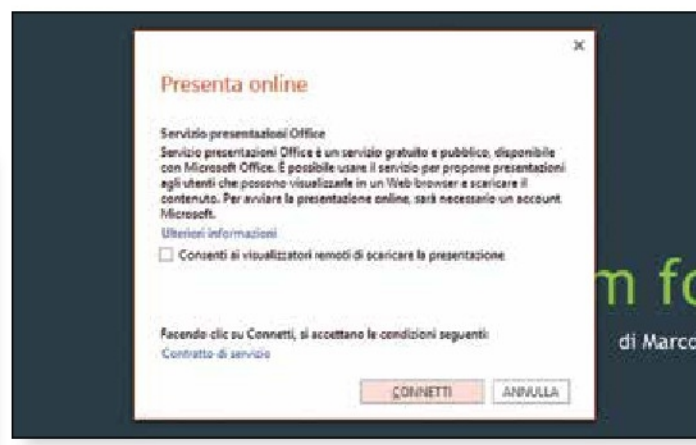 Presenta online
Servizio presentazioni Office
Servizio presentazioni Office è un servizio gratuito e pubblico, disponibile
con Microsoft Office. È possibile usare il servizio per proporre presentazioni
agli utenti che possono visualizzarle in un Web browser e scaricare il
contenuto. Per avviare la presentazione online, sarà necessario un account
Microsoft.
Ulteriori informazioni
Consenti ai visualizzatori remoti di scaricare la presentazione
m fo
di Marco
Facendo clic su Connetti, si accettano le condizioni seguenti:
Contratto di servizio
CONNETTI ANNULLA